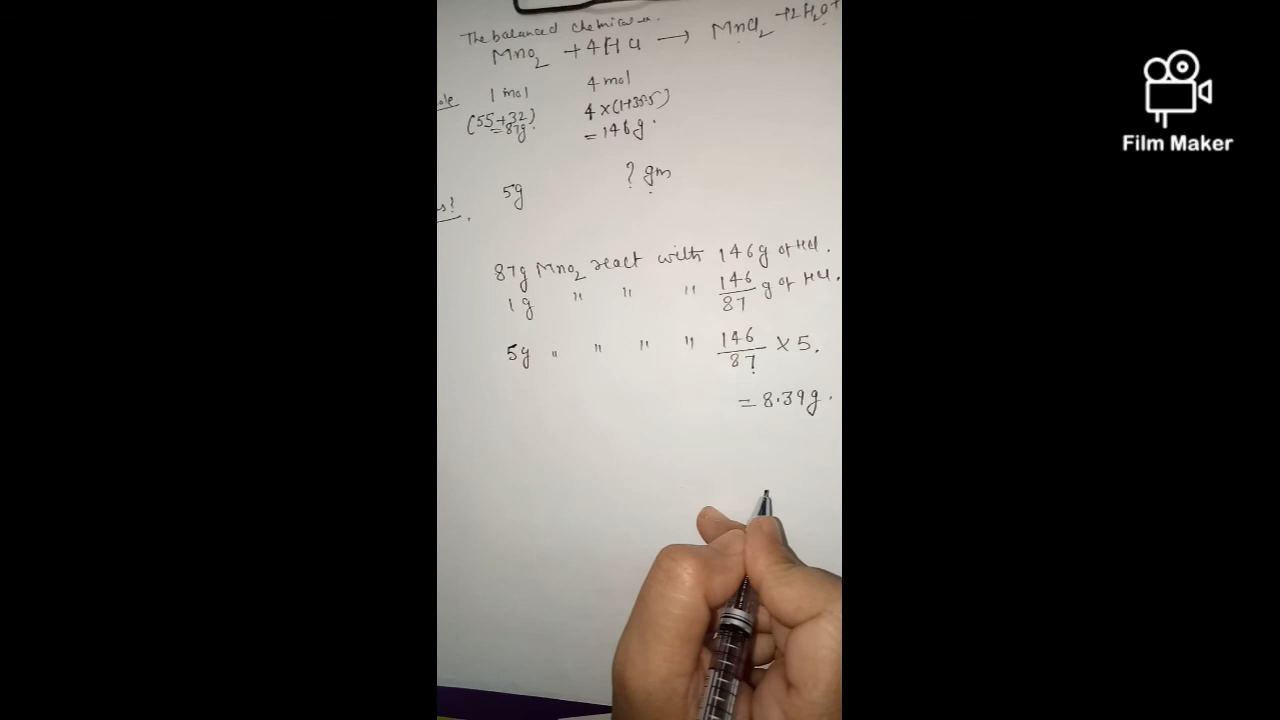 The balanced chemical
MnO2 + 4HCl → MnCl2 + 2H2O +
1 mol 4 mol
(55+32) 4×(1+35.5)
= 87g. = 146g.
5g ? gm
s?
87g MnO2 react with 146g of HCl.
1g " " " 146/87 g of HCl.
5g " " " " 146/87 × 5.
= 8.39g.
Film Maker